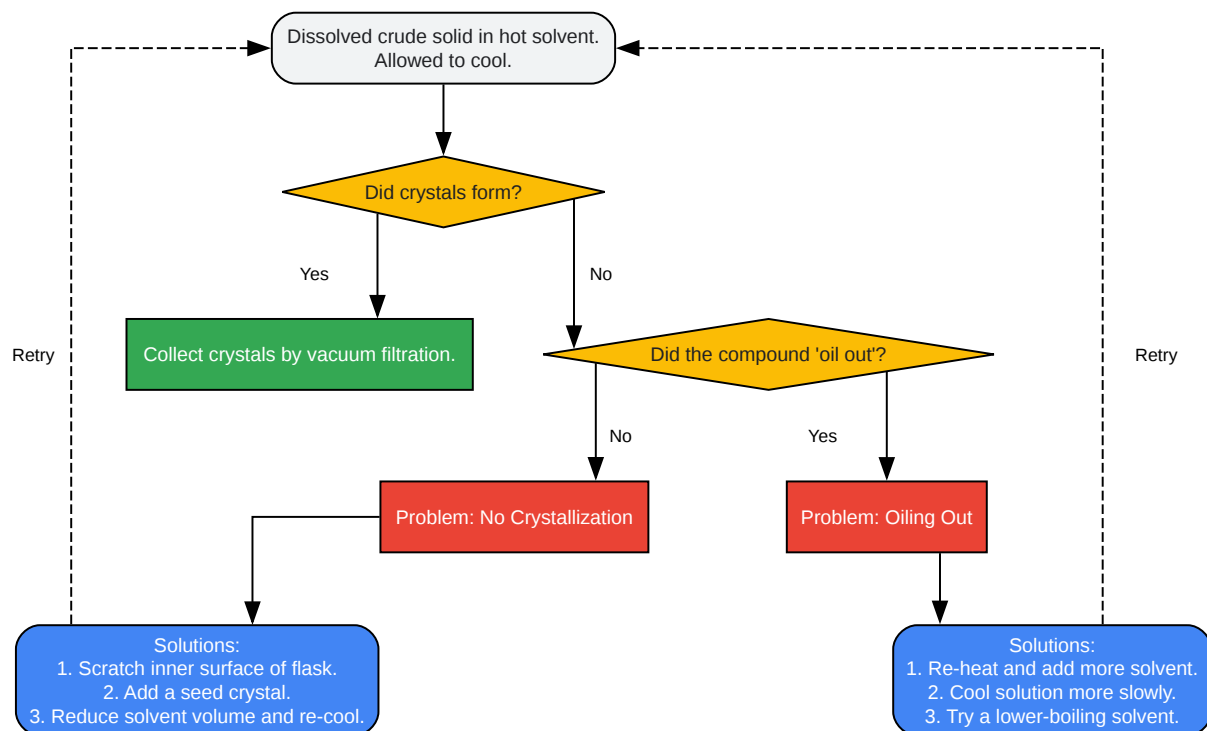 Dissolved crude solid in hot solvent.
Allowed to cool.
Did crystals form?
Yes
No
Collect crystals by vacuum filtration.
Did the compound 'oil out'?
Retry
Retry
No
Yes
Problem: No Crystallization
Problem: Oiling Out
Solutions:
1. Scratch inner surface of flask.
2. Add a seed crystal.
3. Reduce solvent volume and re-cool.
Solutions:
1. Re-heat and add more solvent.
2. Cool solution more slowly.
3. Try a lower-boiling solvent.